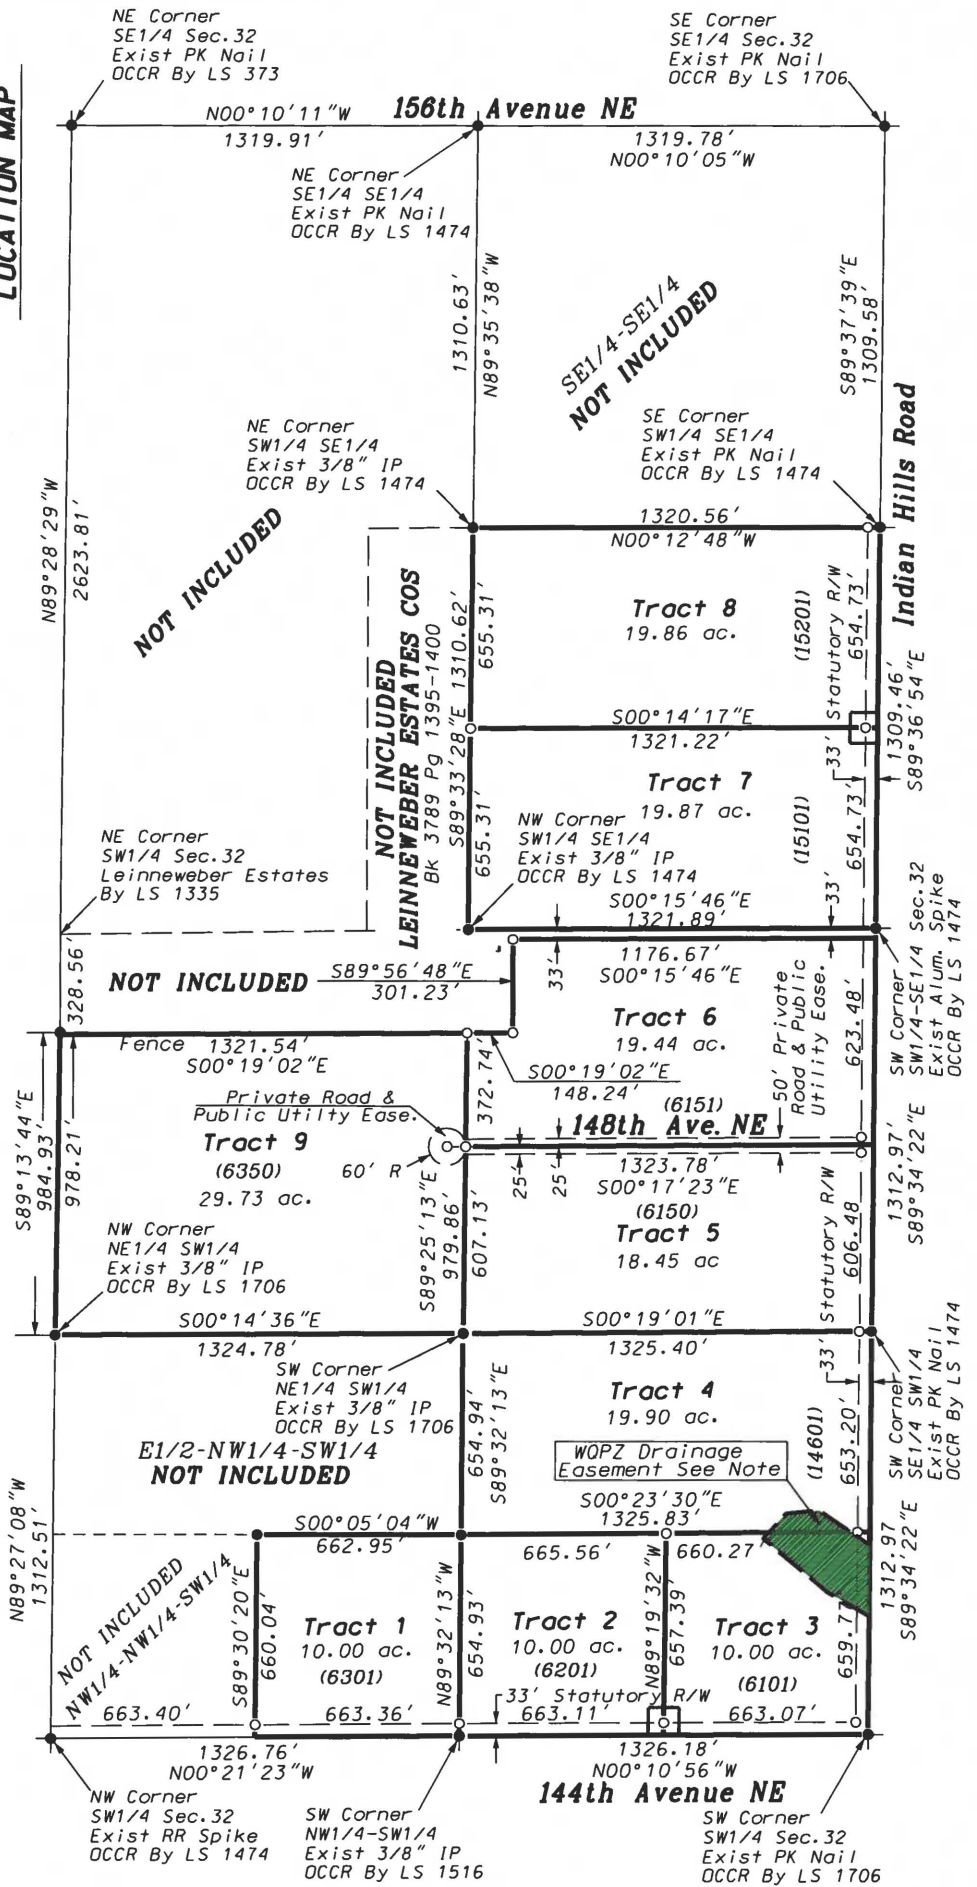 LOCATION MAP
NE Corner
SE1/4 Sec.32
Exist PK Nail
OCCR By LS 373
SE Corner
SE1/4 Sec.32
Exist PK Nail
OCCR By LS 1706
N00°10'11"W
1319.91'
156th Avenue NE
1319.78'
N00°10'05"W
NE Corner
SE1/4 SE1/4
Exist PK Nail
OCCR By LS 1474
1310.63'
N89°35'38"W
SE1/4-SE1/4
NOT INCLUDED
S89°37'39"E
1309.58'
Indian Hills Road
NE Corner
SW1/4 SE1/4
Exist 3/8" IP
OCCR By LS 1474
SE Corner
SW1/4 SE1/4
Exist PK Nail
OCCR By LS 1474
N89°28'29"W
2623.81'
NOT INCLUDED
1320.56'
N00°12'48"W
NOT INCLUDED
LEINNEWEBER ESTATES COS
Bk 3789 Pg 1395-1400
S89°33'28"E 1310.62'
655.31'
Tract 8
19.86 ac.
(15201)
Statutory R/W
654.73'
S00°14'17"E
1321.22'
33'
1309.46'
S89°36'54"E
Tract 7
19.87 ac.
(15101)
654.73'
655.31'
NW Corner
SW1/4 SE1/4
Exist 3/8" IP
OCCR By LS 1474
NE Corner
SW1/4 Sec.32
Leinneweber Estates
By LS 1335
S00°15'46"E
1321.89'
33'
SW Corner
SW1/4-SE1/4 Sec.32
Exist Alum. Spike
OCCR By LS 1474
328.56'
NOT INCLUDED
S89°56'48"E
301.23'
33'
1176.67'
S00°15'46"E
Tract 6
19.44 ac.
50' Private
Road & Public
Utility Ease.
623.48'
Fence 1321.54'
S00°19'02"E
372.74'
S00°19'02"E
148.24'
(6151)
148th Ave. NE
S89°13'44"E
984.93'
978.21'
Private Road &
Public Utilty Ease.
Tract 9
(6350)
29.73 ac.
60' R
25'
25'
1323.78'
S00°17'23"E
(6150)
Tract 5
18.45 ac
S89°25'13"E
979.86'
607.13'
Statutory R/W
606.48
1312.97'
S89°34'22"E
NW Corner
NE1/4 SW1/4
Exist 3/8" IP
OCCR By LS 1706
S00°14'36"E
1324.78'
S00°19'01"E
1325.40'
33'
SW Corner
NE1/4 SW1/4
Exist 3/8" IP
OCCR By LS 1706
SW Corner
SE1/4 SW1/4
Exist PK Nail
OCCR By LS 1474
Tract 4
19.90 ac.
(14601)
653.20'
654.94'
S89°32'13"E
E1/2-NW1/4-SW1/4
NOT INCLUDED
WQPZ Drainage
Easement See Note
N89°27'08"W
1312.51'
S00°23'30"E
1325.83'
S00°05'04"W
662.95'
665.56'
660.27'
1312.97
S89°34'22"E
NOT INCLUDED
NW1/4-NW1/4-SW1/4
S89°30'20"E
660.04'
Tract 1
10.00 ac.
(6301)
N89°32'13"W
654.93'
Tract 2
10.00 ac.
(6201)
N89°19'32"W
657.39'
Tract 3
10.00 ac.
(6101)
659.77'
33' Statutory R/W
663.40'
663.36'
663.11'
663.07'
1326.76'
N00°21'23"W
1326.18'
N00°10'56"W
144th Avenue NE
NW Corner
SW1/4 Sec.32
Exist RR Spike
OCCR By LS 1474
SW Corner
NW1/4-SW1/4
Exist 3/8" IP
OCCR By LS 1516
SW Corner
SW1/4 Sec.32
Exist PK Nail
OCCR By LS 1706